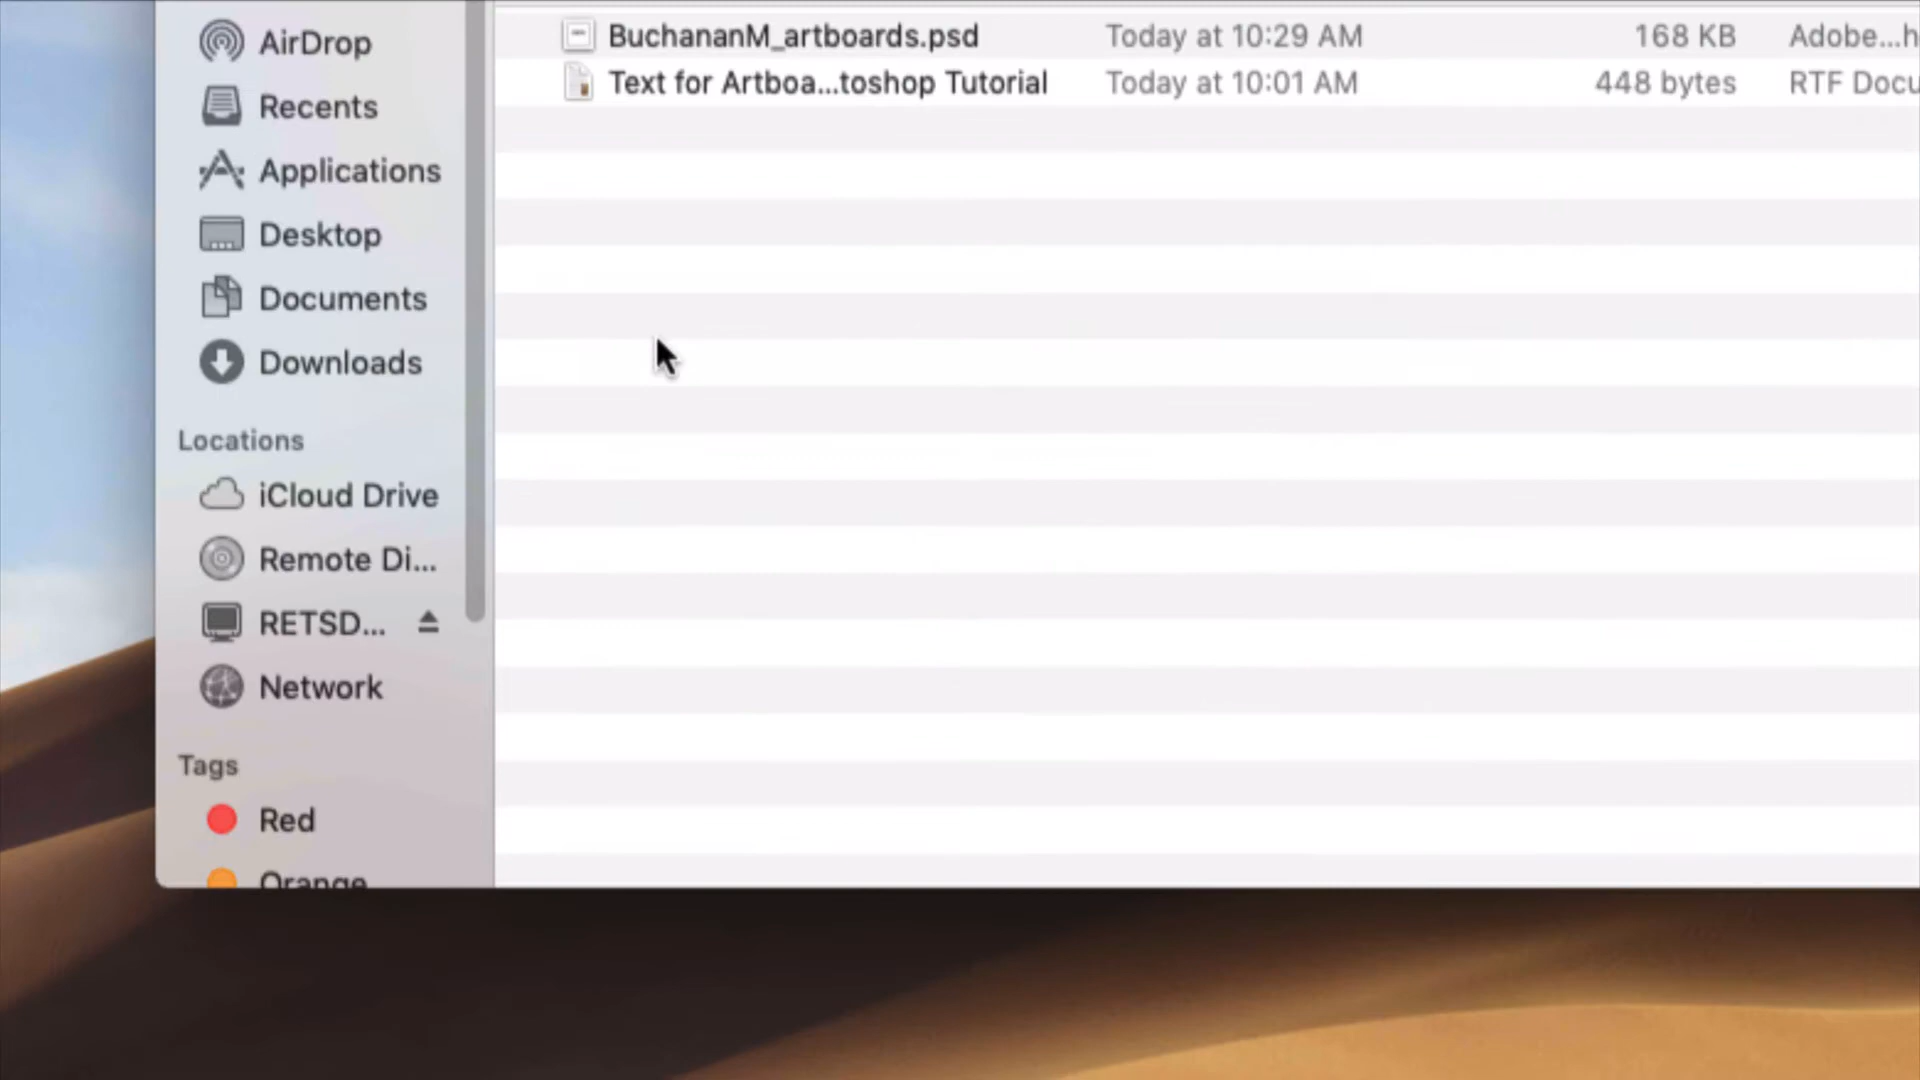 AirDrop
Recents
Applications
Desktop
Documents
Downloads
Locations
iCloud Drive
Remote Di...
RETSD...
Network
Tags
Red
Orange
BuchananM_artboards.psd Today at 10:29 AM 168 KB Adobe...h
Text for Artboa...toshop Tutorial Today at 10:01 AM 448 bytes RTF Docu